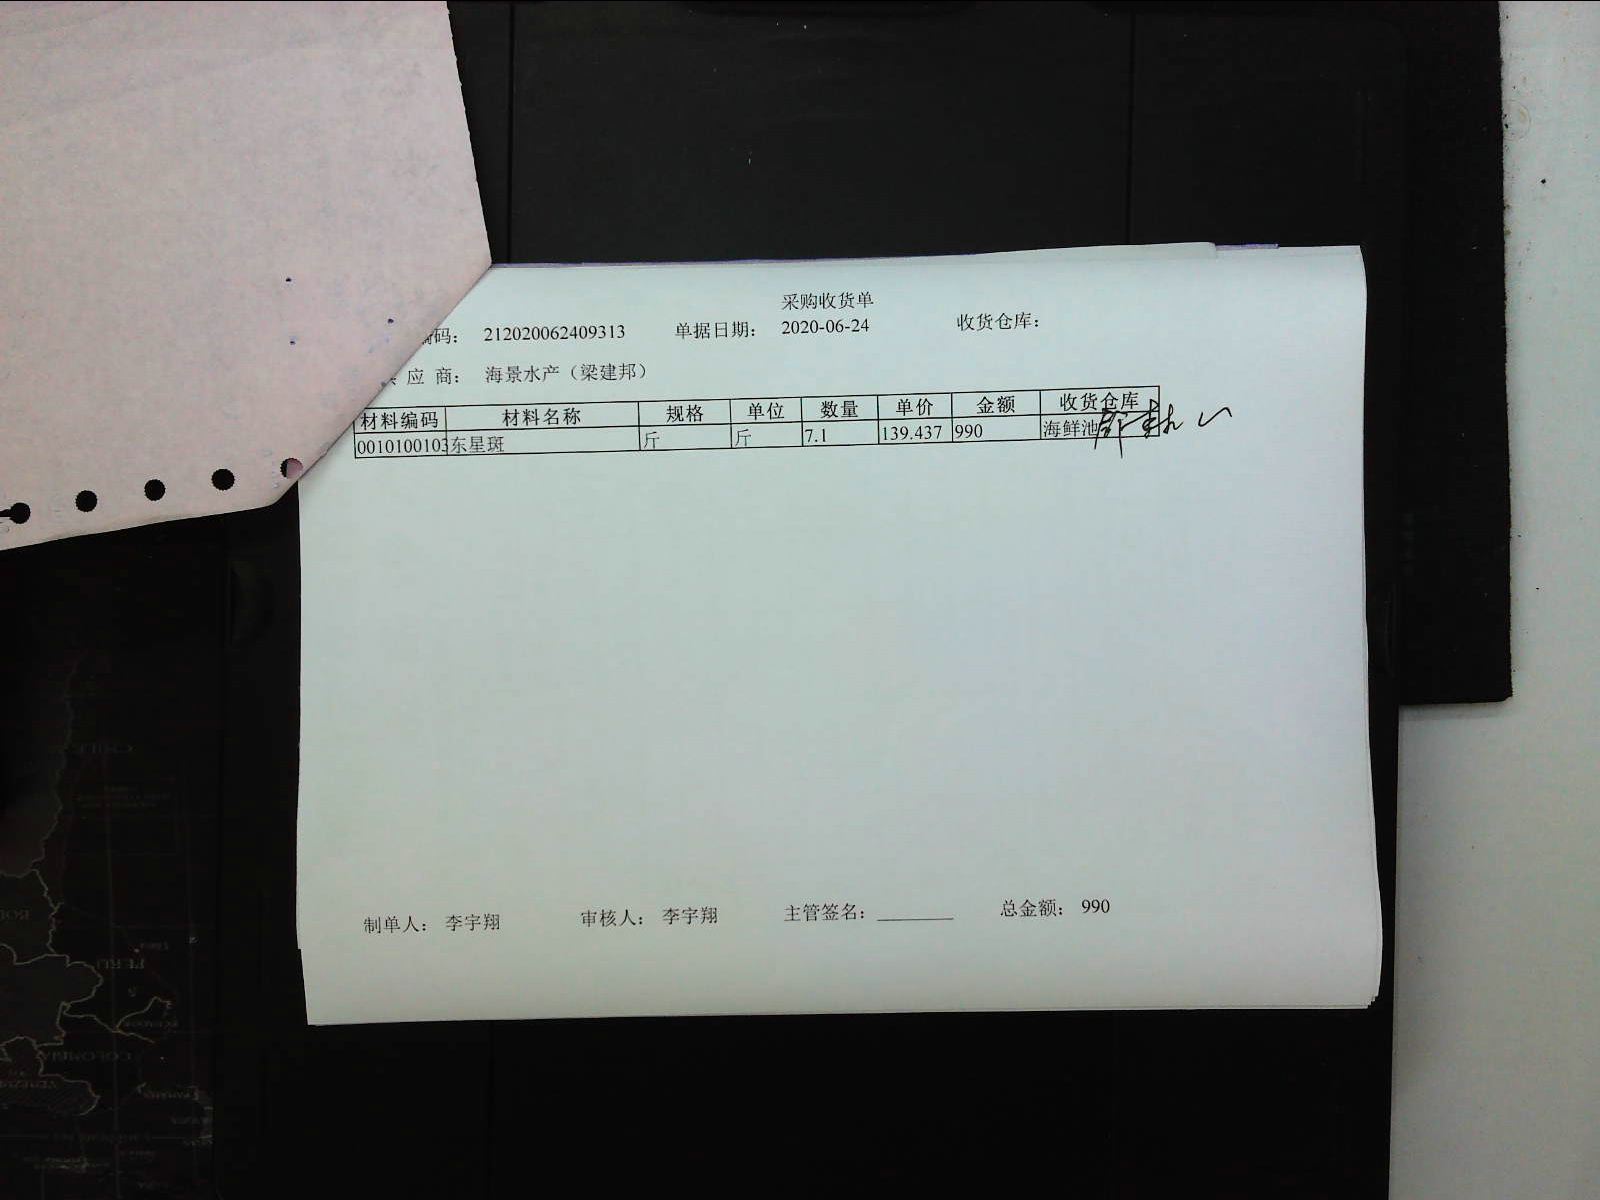 采购收货单
编码： 212020062409313 单据日期： 2020-06-24 收货仓库：
应 商： 海景水产（梁建邦）
材料编码 材料名称 规格 单位 数量 单价 金额 收货仓库
0010100103 东星斑 斤 斤 7.1 139.437 990 海鲜池
制单人： 李宇翔 审核人： 李宇翔 主管签名：________ 总金额： 990